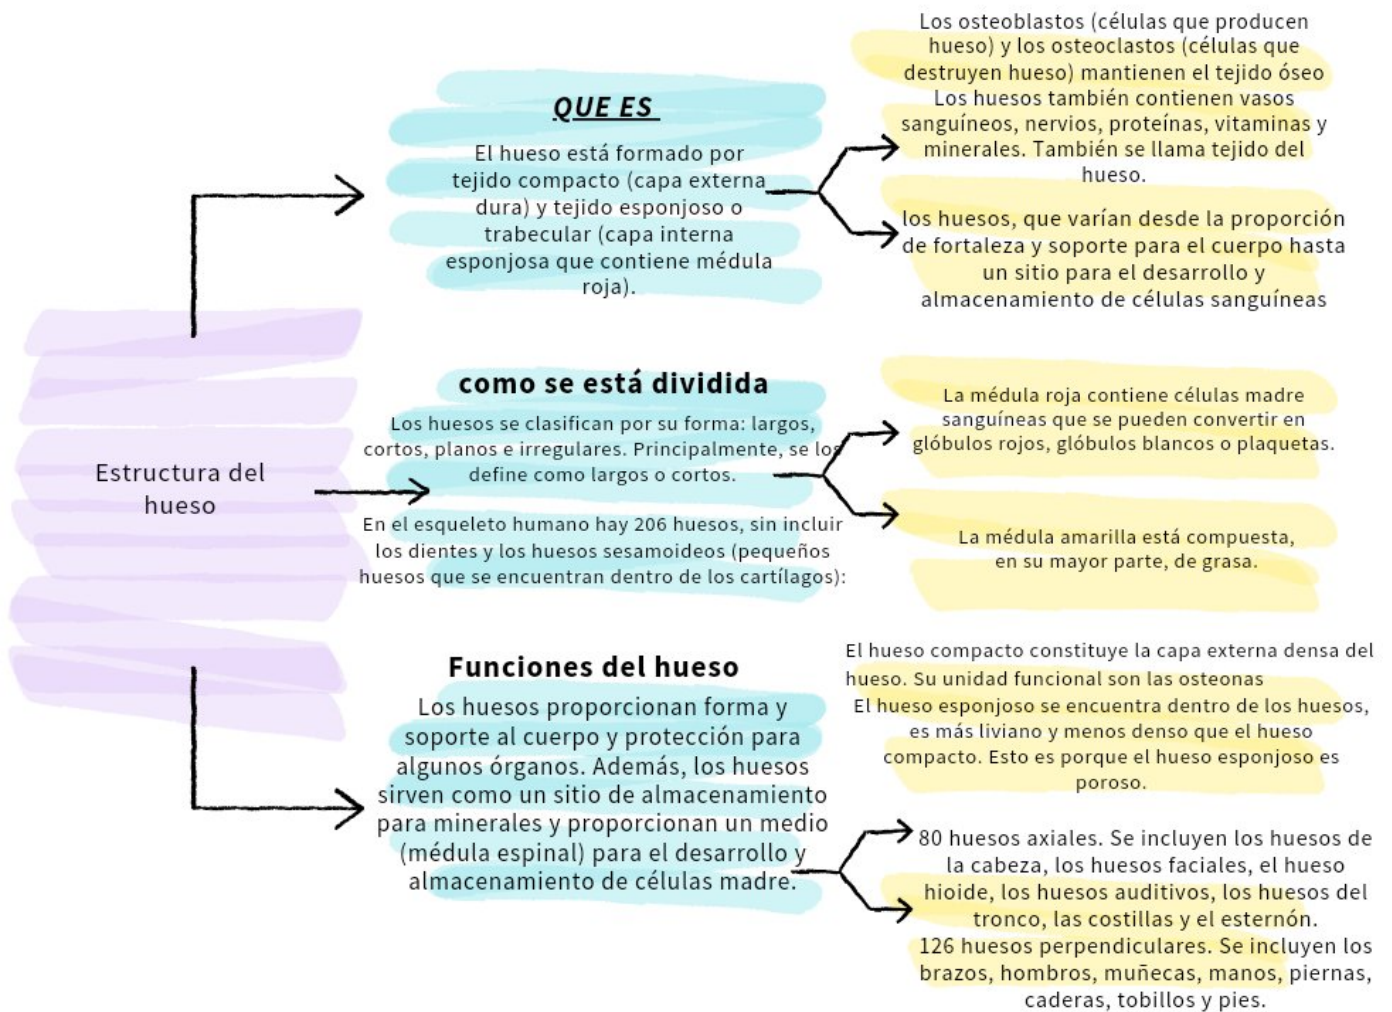 Estructura del
hueso
QUE ES
El hueso está formado por
tejido compacto (capa externa
dura) y tejido esponjoso o
trabecular (capa interna
esponjosa que contiene médula
roja).
Los osteoblastos (células que producen
hueso) y los osteoclastos (células que
destruyen hueso) mantienen el tejido óseo
Los huesos también contienen vasos
sanguíneos, nervios, proteínas, vitaminas y
minerales. También se llama tejido del
hueso.
los huesos, que varían desde la proporción
de fortaleza y soporte para el cuerpo hasta
un sitio para el desarrollo y
almacenamiento de células sanguíneas
como se está dividida
Los huesos se clasifican por su forma: largos,
cortos, planos e irregulares. Principalmente, se los
define como largos o cortos.
En el esqueleto humano hay 206 huesos, sin incluir
los dientes y los huesos sesamoideos (pequeños
huesos que se encuentran dentro de los cartílagos):
La médula roja contiene células madre
sanguíneas que se pueden convertir en
glóbulos rojos, glóbulos blancos o plaquetas.
La médula amarilla está compuesta,
en su mayor parte, de grasa.
Funciones del hueso
Los huesos proporcionan forma y
soporte al cuerpo y protección para
algunos órganos. Además, los huesos
sirven como un sitio de almacenamiento
para minerales y proporcionan un medio
(médula espinal) para el desarrollo y
almacenamiento de células madre.
El hueso compacto constituye la capa externa densa del
hueso. Su unidad funcional son las osteonas
El hueso esponjoso se encuentra dentro de los huesos,
es más liviano y menos denso que el hueso
compacto. Esto es porque el hueso esponjoso es
poroso.
80 huesos axiales. Se incluyen los huesos de
la cabeza, los huesos faciales, el hueso
hioide, los huesos auditivos, los huesos del
tronco, las costillas y el esternón.
126 huesos perpendiculares. Se incluyen los
brazos, hombros, muñecas, manos, piernas,
caderas, tobillos y pies.